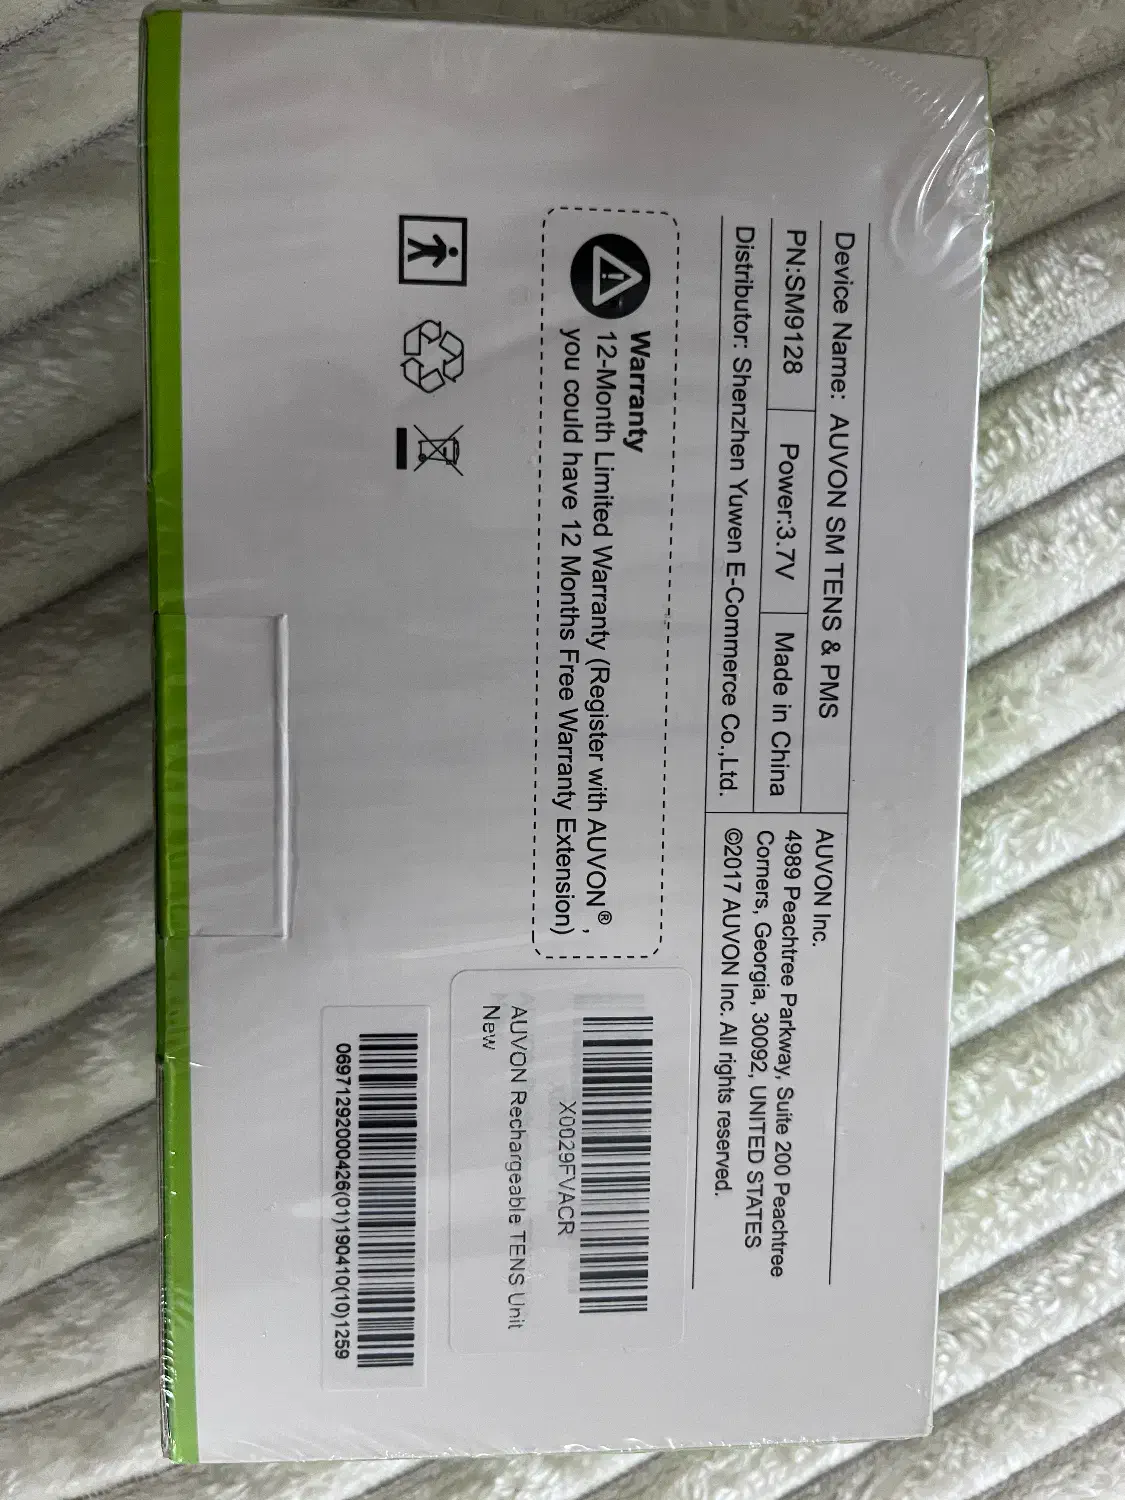 Device Name: AUVON SM TENS & PMS
PN:SM9128
Power:3.7V
Made in China
Distributor: Shenzhen Yuwen E-Commerce Co.,Ltd.
AUVON Inc.
4989 Peachtree Parkway, Suite 200 Peachtree
Corners, Georgia, 30092, UNITED STATES
©2017 AUVON Inc. All rights reserved.
Warranty
12-Month Limited Warranty (Register with AUVON®,
you could have 12 Months Free Warranty Extension)
X0029FVACR
AUVON Rechargeable TENS Unit
New
06971292000426(01)190410(10)1259